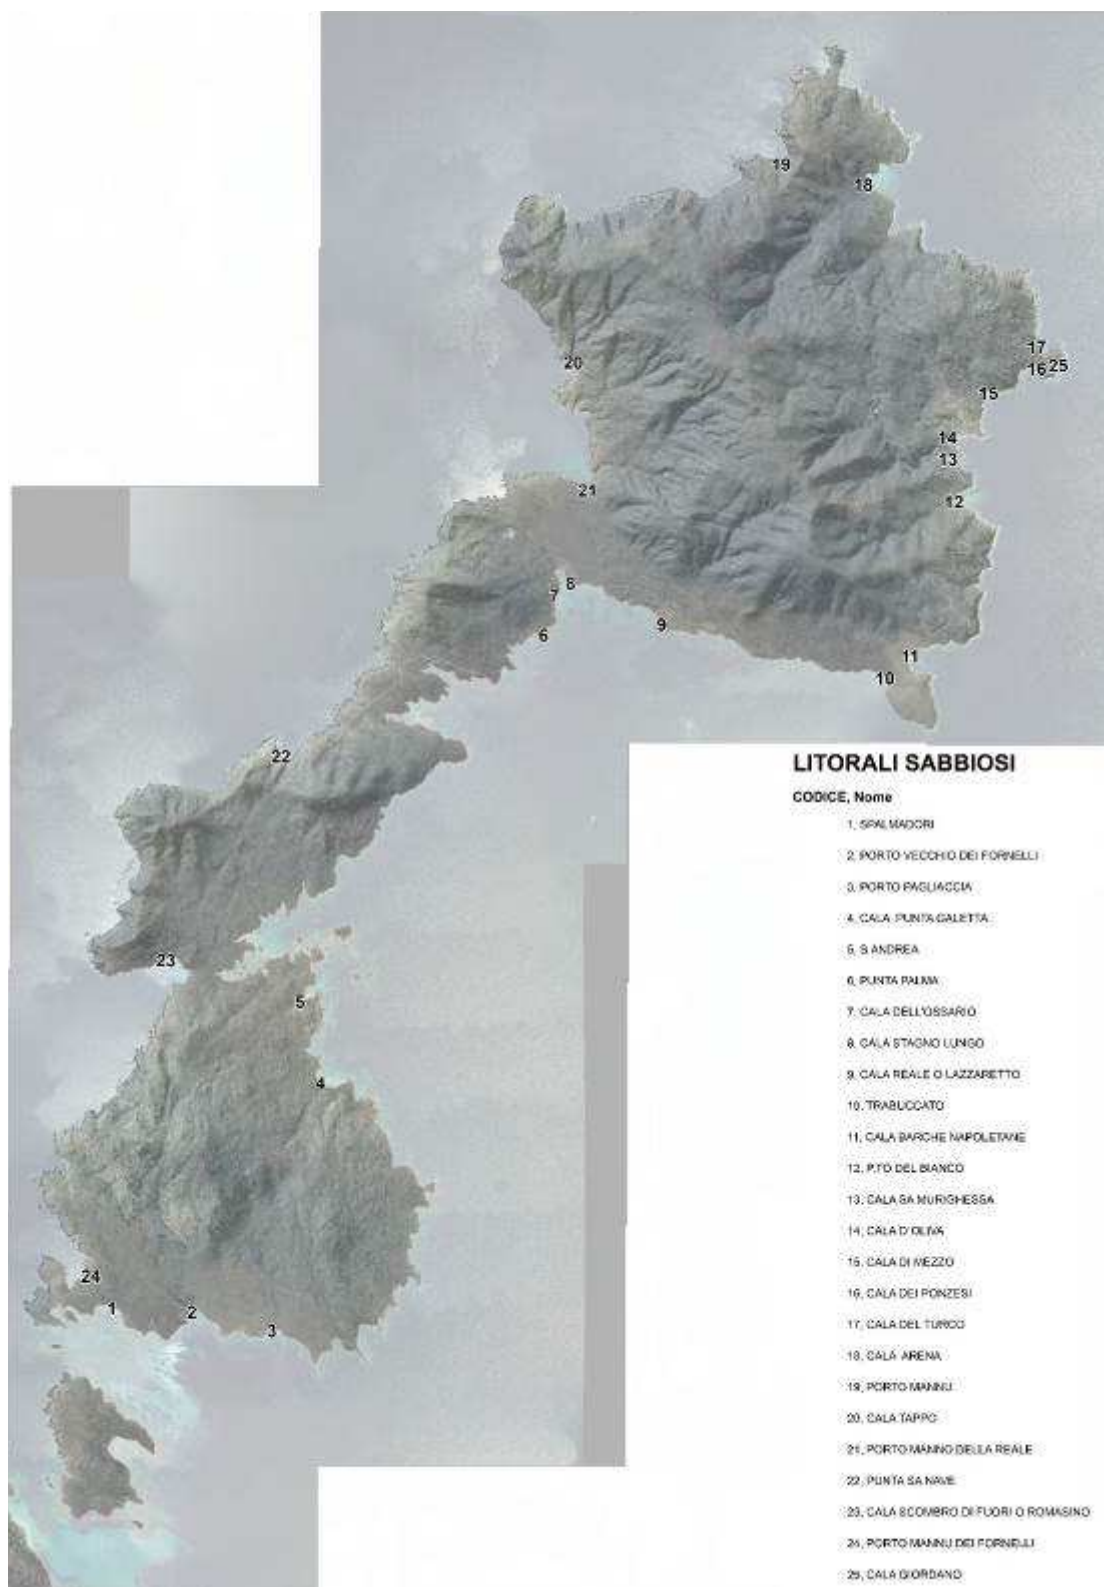 19
18
17
20
25
16
15
14
13
21
12
8
7
9
6
11
10
22
23
5
4
24
1
2
3
LITORALI SABBIOSI
CODICE, Nome
1, SPALMADORI
2, PORTO VECCHIO DEI FORNELLI
3, PORTO PAGLIACCIA
4, CALA PUNTA GALETTA
5, S ANDREA
6, PUNTA PALMA
7, CALA DELL'OSSARIO
8, CALA STAGNO LUNGO
9, CALA REALE O LAZZARETTO
10, TRABUCCATO
11, CALA BARCHE NAPOLETANE
12, P.TO DEL BIANCO
13, CALA SA MURIGHESSA
14, CALA D'OLIVA
15, CALA DI MEZZO
16, CALA DEI PONZESI
17, CALA DEL TURCO
18, CALA ARENA
19, PORTO MANNU
20, CALA TAPPO
21, PORTO MANNO DELLA REALE
22, PUNTA SA NAVE
23, CALA SCOMBRO DI FUORI O ROMASINO
24, PORTO MANNU DEI FORNELLI
25, CALA GIORDANO